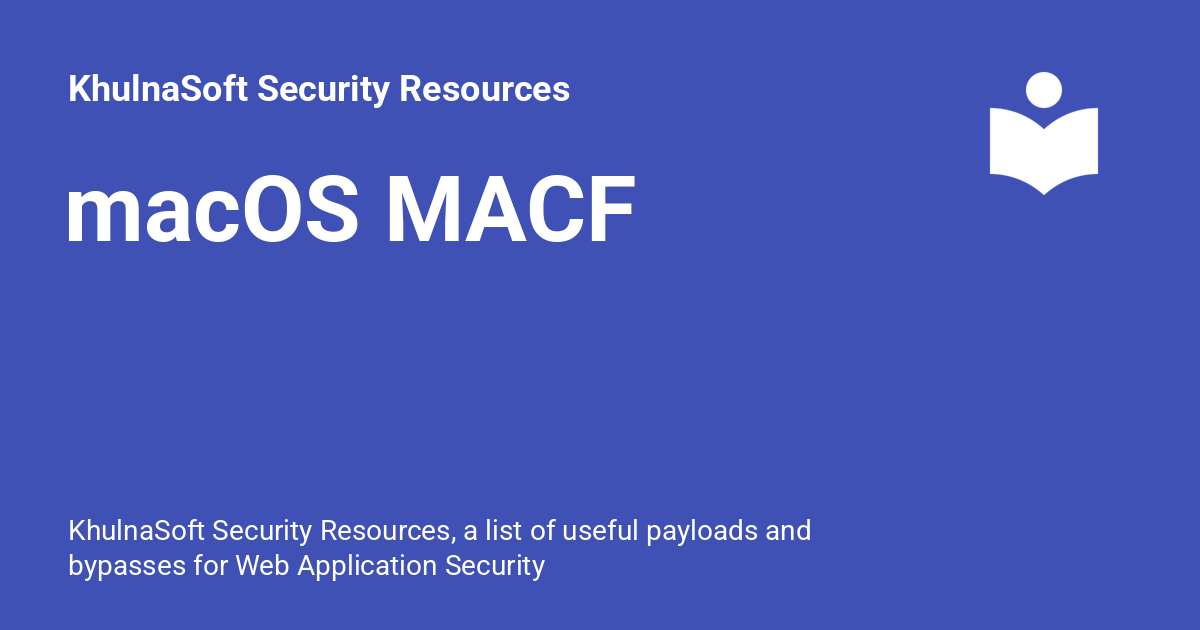 KhulnaSoft Security Resources
macOS MACF
KhulnaSoft Security Resources, a list of useful payloads and
bypasses for Web Application Security